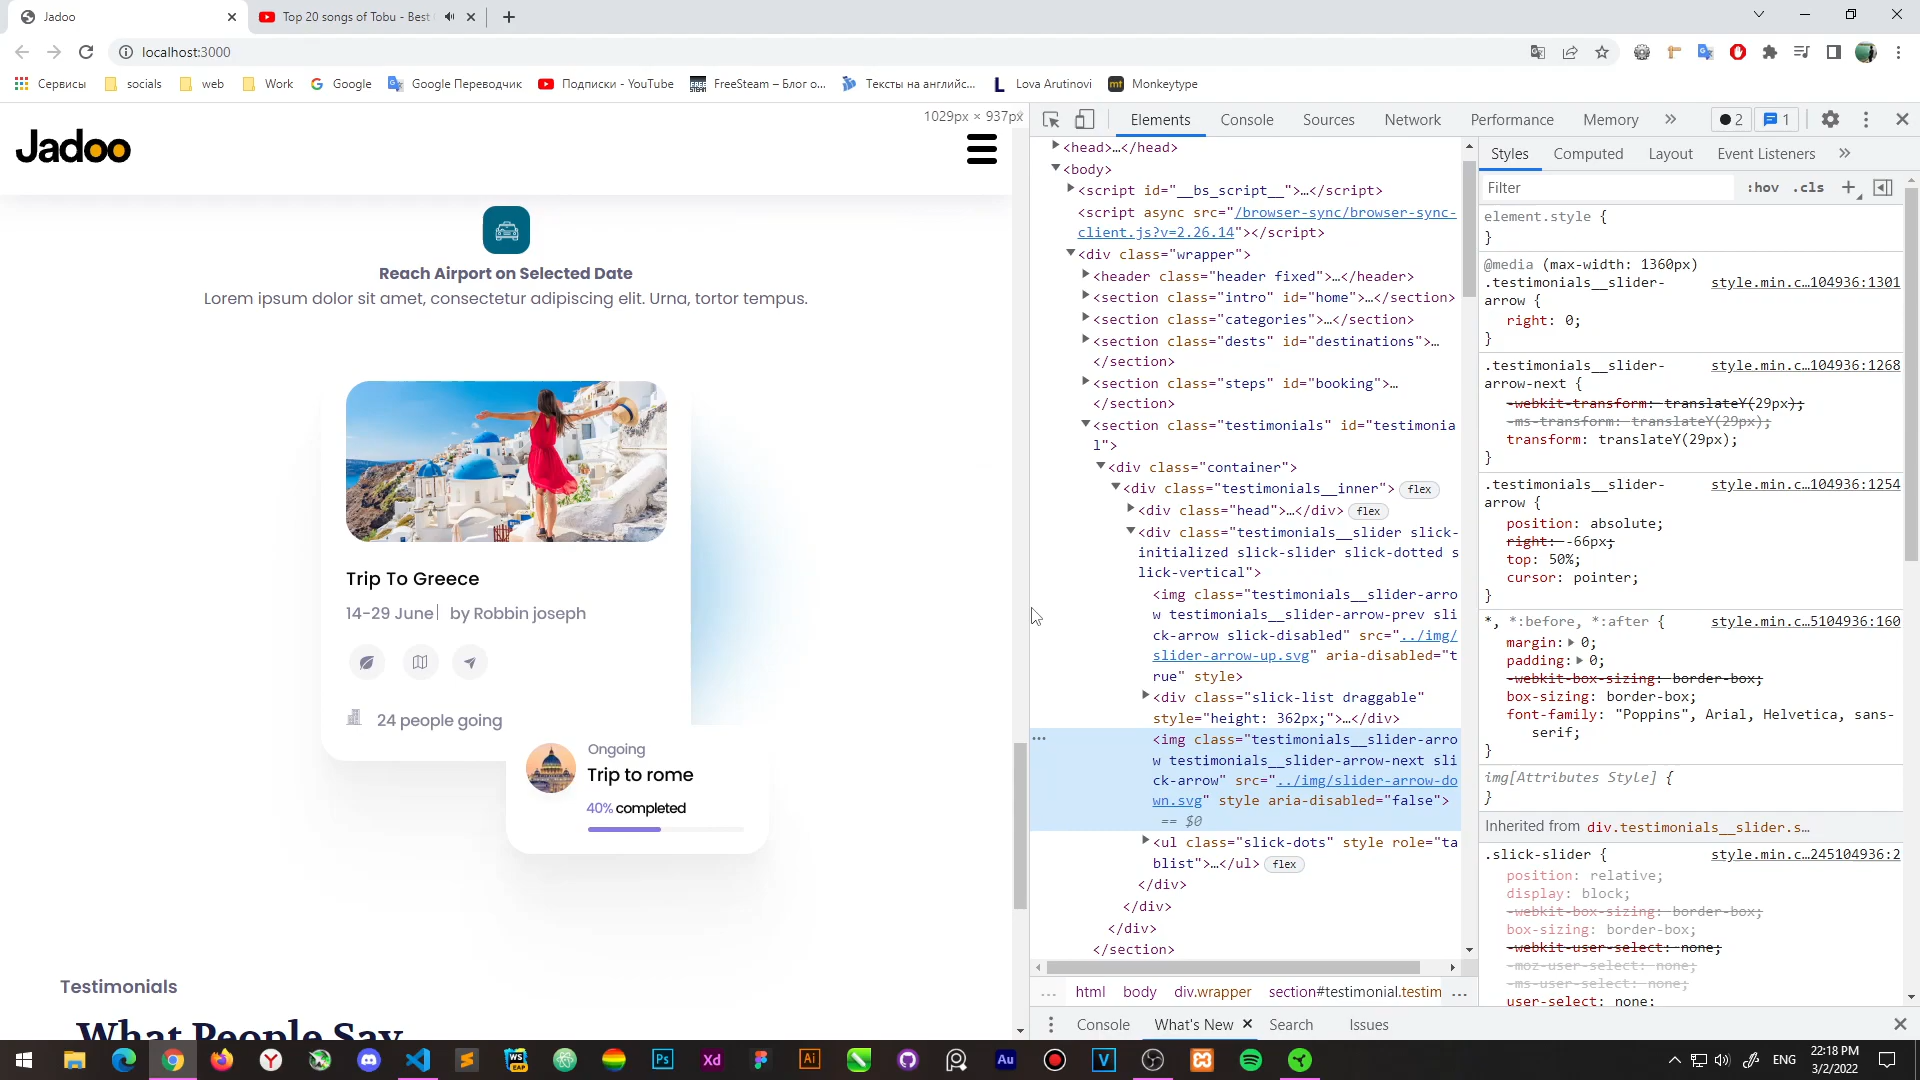 Jadoo
Top 20 songs of Tobu - Best
localhost:3000
Сервисы
socials
web
Work
Google
Google Переводчик
Подписки - YouTube
FreeSteam – Блог о...
Тексты на английс...
Lova Arutinovi
Monkeytype
1029px × 937px
Jadoo
Reach Airport on Selected Date
Lorem ipsum dolor sit amet, consectetur adipiscing elit. Urna, tortor tempus.
Trip To Greece
14-29 June| by Robbin joseph
24 people going
Ongoing
Trip to rome
40% completed
Testimonials
What People Say
Elements
Console
Sources
Network
Performance
Memory
2
1
<head>…</head>
<body>
<script id="__bs_script__">…</script>
<script async src="/browser-sync/browser-sync-
client.js?v=2.26.14"></script>
<div class="wrapper">
<header class="header fixed">…</header>
<section class="intro" id="home">…</section>
<section class="categories">…</section>
<section class="dests" id="destinations">…
</section>
<section class="steps" id="booking">…
</section>
<section class="testimonials" id="testimonia
l">
<div class="container">
<div class="testimonials__inner"> flex
<div class="head">…</div> flex
<div class="testimonials__slider slick-
initialized slick-slider slick-dotted s
lick-vertical">
<img class="testimonials__slider-arro
w testimonials__slider-arrow-prev sli
ck-arrow slick-disabled" src="../img/
slider-arrow-up.svg" aria-disabled="t
rue" style>
<div class="slick-list draggable"
style="height: 362px;">…</div>
<img class="testimonials__slider-arro
w testimonials__slider-arrow-next sli
ck-arrow" src="../img/slider-arrow-do
wn.svg" style aria-disabled="false">
== $0
<ul class="slick-dots" style role="ta
blist">…</ul> flex
</div>
</div>
</div>
</section>
... html body div.wrapper section#testimonial.testim ...
Styles
Computed
Layout
Event Listeners
Filter
:hov
.cls
element.style {
}
@media (max-width: 1360px)
.testimonials__slider- style.min.c…104936:1301
arrow {
right: 0;
}
.testimonials__slider- style.min.c…104936:1268
arrow-next {
-webkit-transform: translateY(29px);
-ms-transform: translateY(29px);
transform: translateY(29px);
}
.testimonials__slider- style.min.c…104936:1254
arrow {
position: absolute;
right: -66px;
top: 50%;
cursor: pointer;
}
*, *:before, *:after { style.min.c…5104936:160
margin: 0;
padding: 0;
-webkit-box-sizing: border-box;
box-sizing: border-box;
font-family: "Poppins", Arial, Helvetica, sans-
serif;
}
img[Attributes Style] {
}
Inherited from div.testimonials__slider.s…
.slick-slider { style.min.c…245104936:2
position: relative;
display: block;
-webkit-box-sizing: border-box;
box-sizing: border-box;
-webkit-user-select: none;
-moz-user-select: none;
-ms-user-select: none;
user-select: none;
Console
What's New
Search
Issues
ENG
22:18 PM
3/2/2022